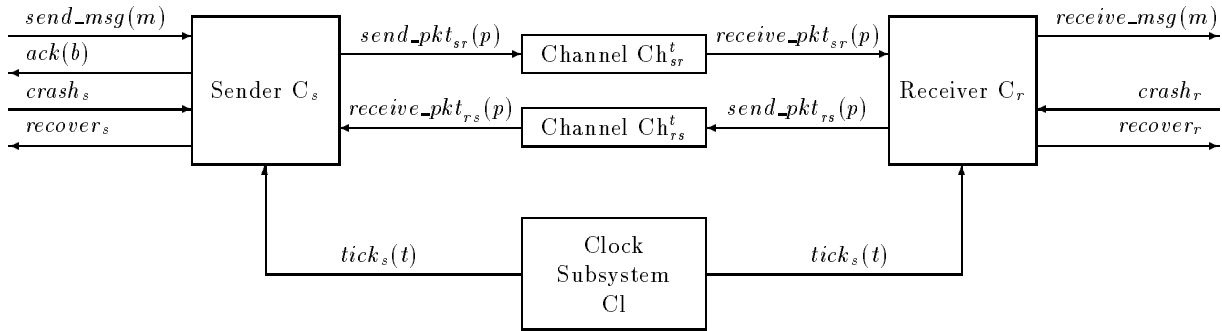 send_msg(m)
ack(b)
crash_s
recover_s
Sender C_s
send_pkt_sr(p)
Channel Ch^t_sr
receive_pkt_sr(p)
receive_pkt_rs(p)
Channel Ch^t_rs
send_pkt_rs(p)
Receiver C_r
receive_msg(m)
crash_r
recover_r
tick_s(t)
Clock
Subsystem
Cl
tick_s(t)